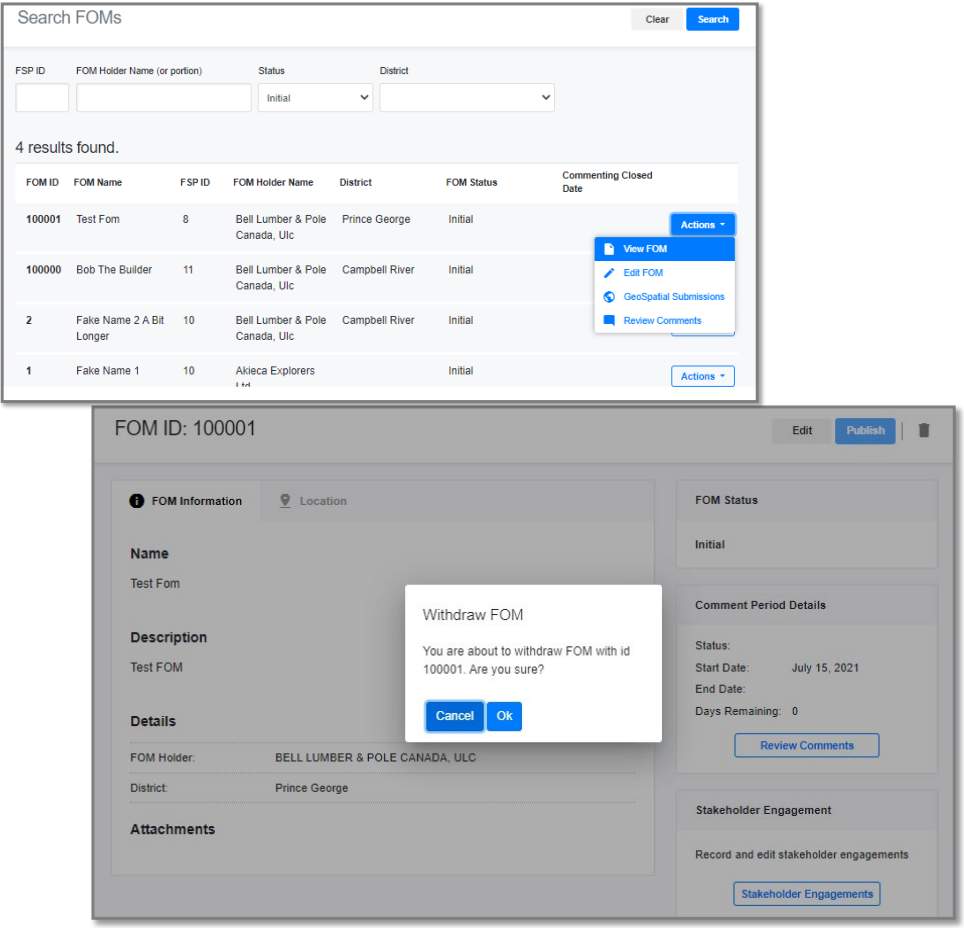 Search FOMs
Clear Search
FSP ID FOM Holder Name (or portion) Status District
Initial
4 results found.
FOM ID FOM Name FSP ID FOM Holder Name District FOM Status Commenting Closed
Date
100001 Test Fom 8 Bell Lumber & Pole Prince George Initial
Canada, Ulc
Actions
View FOM
100000 Bob The Builder 11 Bell Lumber & Pole Campbell River Initial
Canada, Ulc
Edit FOM
GeoSpatial Submissions
2 Fake Name 2 A Bit 10 Bell Lumber & Pole Campbell River Initial
Longer Canada, Ulc
Review Comments
1 Fake Name 1 10 Akieca Explorers Initial
Ltd
Actions
FOM ID: 100001
Edit Publish
FOM Information Location
Name
Test Fom
Description
Test FOM
Details
FOM Holder: BELL LUMBER & POLE CANADA, ULC
District: Prince George
Attachments
Withdraw FOM
You are about to withdraw FOM with id
100001. Are you sure?
Cancel Ok
FOM Status
Initial
Comment Period Details
Status:
Start Date: July 15, 2021
End Date:
Days Remaining: 0
Review Comments
Stakeholder Engagement
Record and edit stakeholder engagements
Stakeholder Engagements